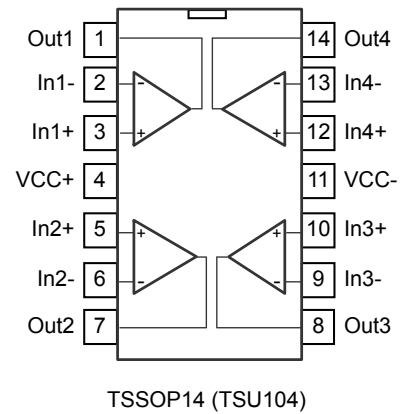 Out1 1 14 Out4
In1- 2 - - 13 In4-
In1+ 3 + + 12 In4+
VCC+ 4 11 VCC-
In2+ 5 + + 10 In3+
In2- 6 - - 9 In3-
Out2 7 8 Out3
TSSOP14 (TSU104)